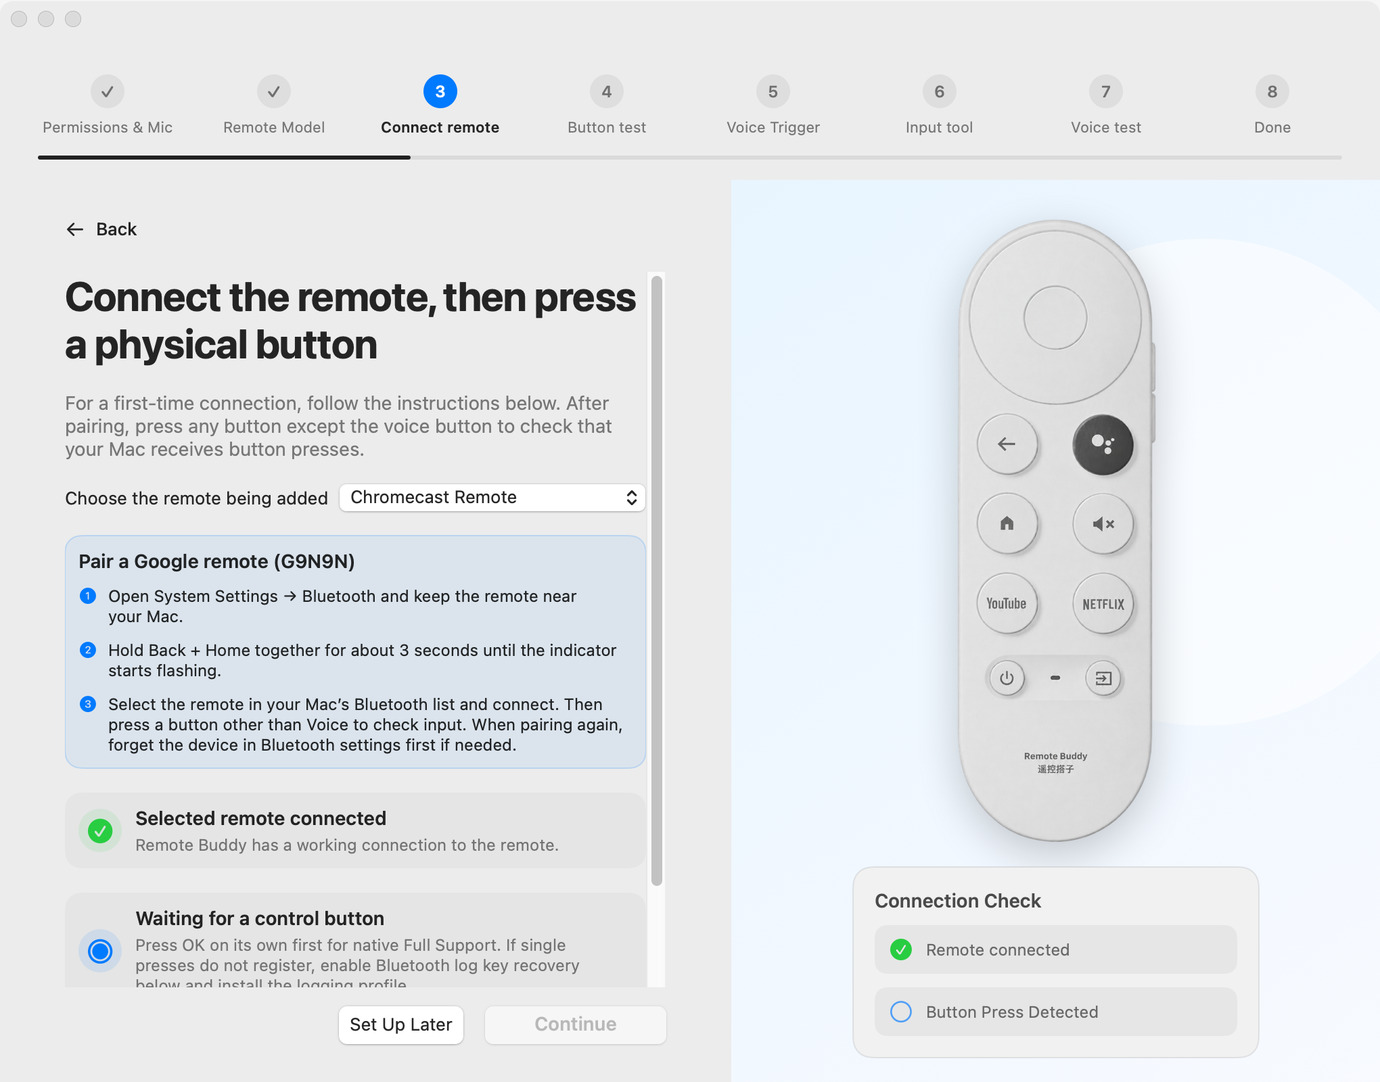 3
4
5
6
7
8
Permissions & Mic
Remote Model
Connect remote
Button test
Voice Trigger
Input tool
Voice test
Done
Back
Connect the remote, then press
a physical button
For a first-time connection, follow the instructions below. After
pairing, press any button except the voice button to check that
your Mac receives button presses.
Choose the remote being added
Chromecast Remote
Pair a Google remote (G9N9N)
1 Open System Settings → Bluetooth and keep the remote near
your Mac.
2 Hold Back + Home together for about 3 seconds until the indicator
starts flashing.
3 Select the remote in your Mac’s Bluetooth list and connect. Then
press a button other than Voice to check input. When pairing again,
forget the device in Bluetooth settings first if needed.
Selected remote connected
Remote Buddy has a working connection to the remote.
Waiting for a control button
Press OK on its own first for native Full Support. If single
presses do not register, enable Bluetooth log key recovery
below and install the logging profile.
Set Up Later
Continue
YouTube
NETFLIX
Remote Buddy
遥控搭子
Connection Check
Remote connected
Button Press Detected